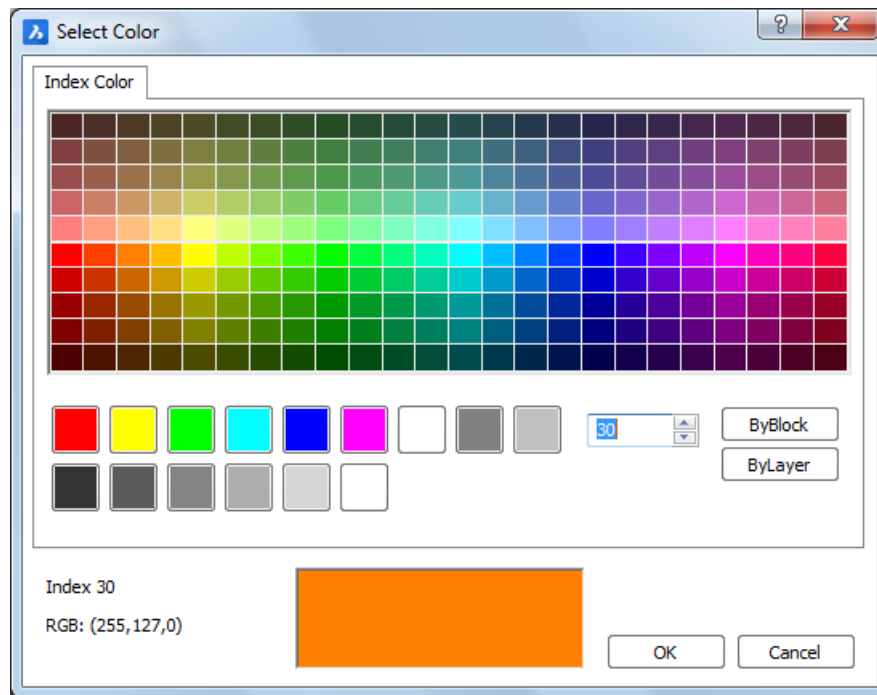 Select Color
Index Color
30
ByBlock
ByLayer
Index 30
RGB: (255,127,0)
OK
Cancel